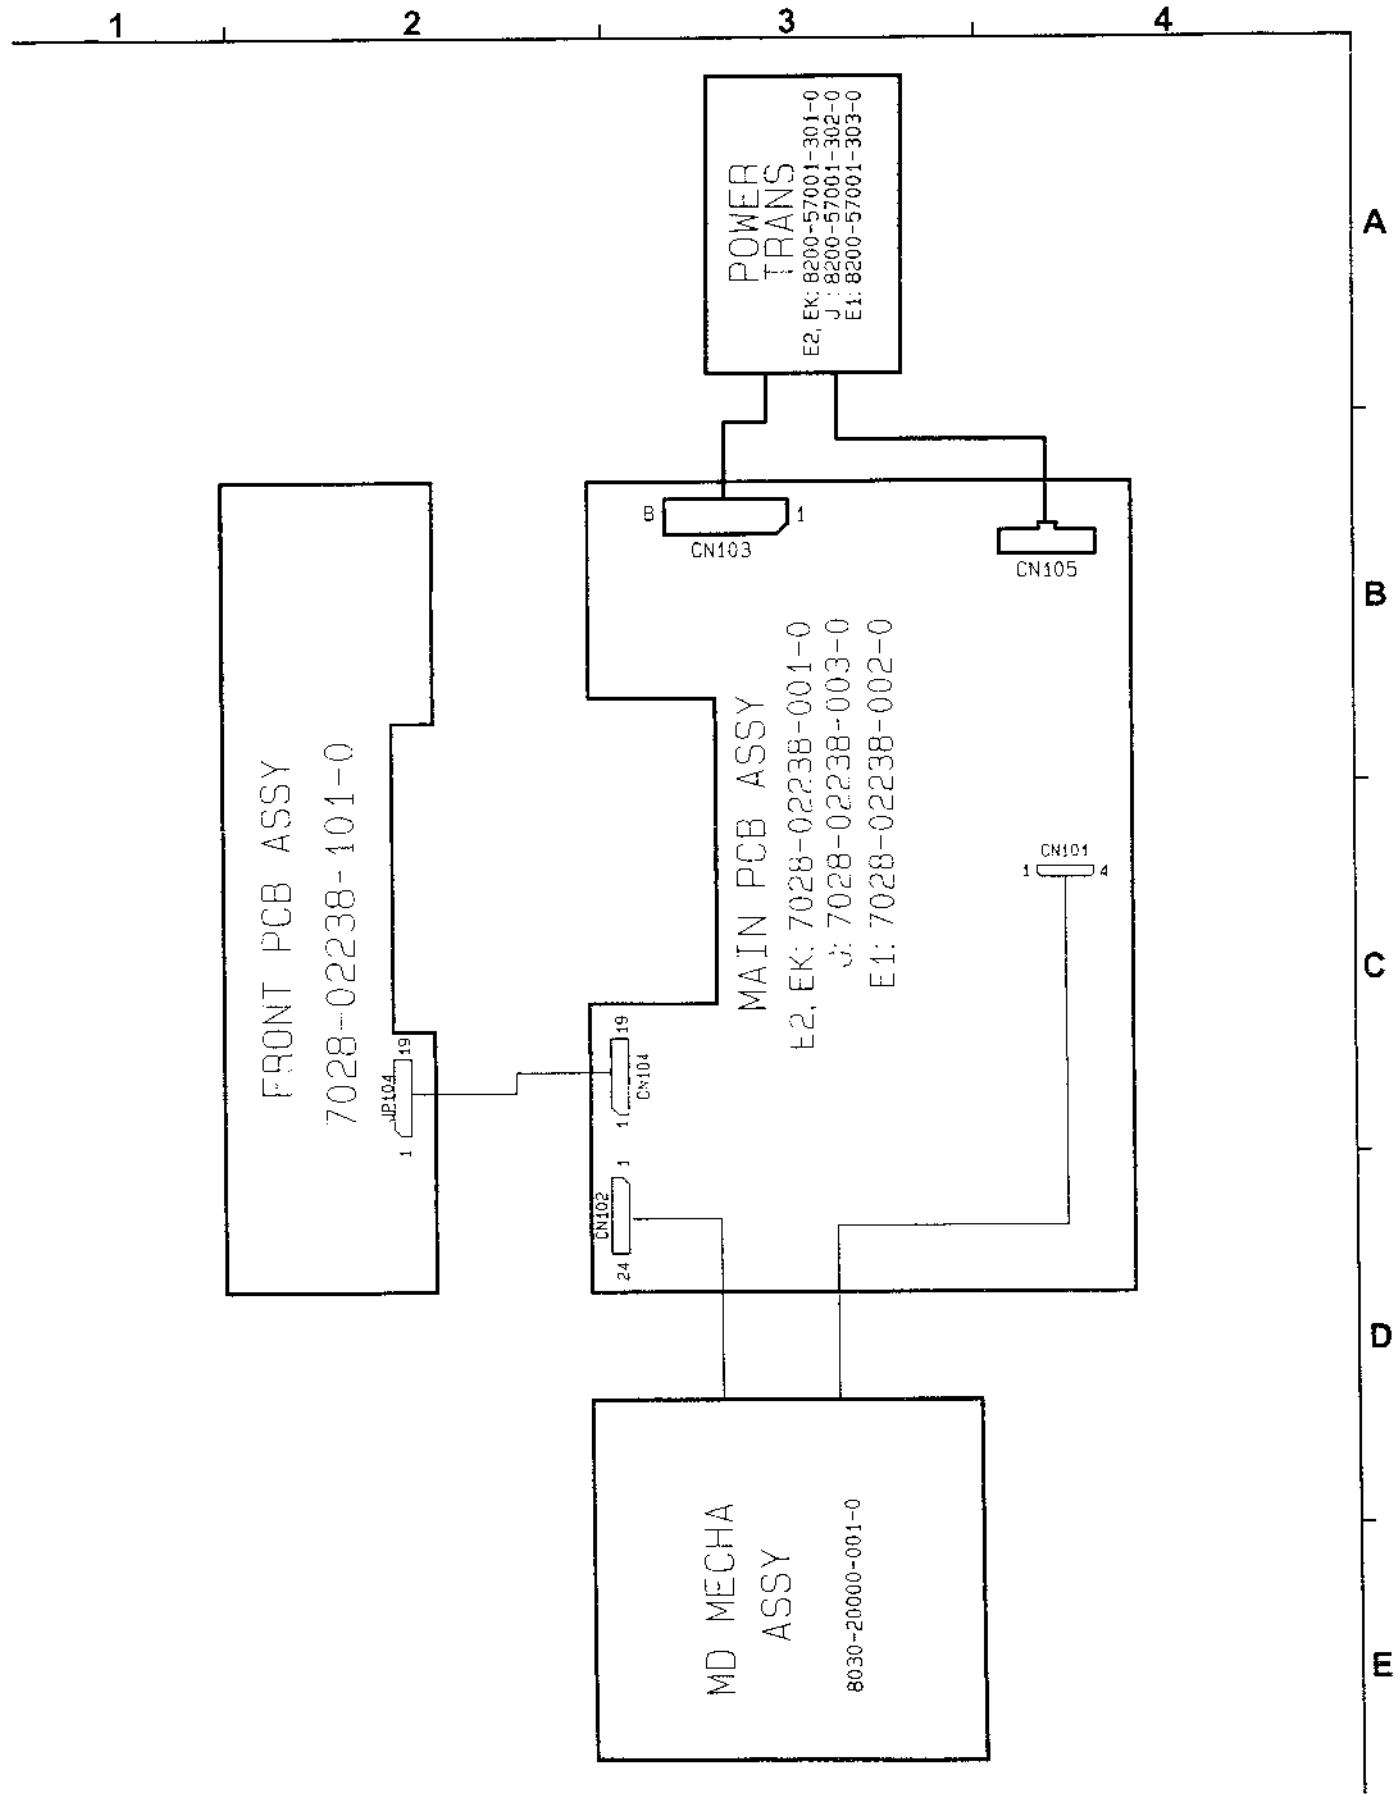 1
2
3
4
A
B
C
D
E
POWER
TRANS
E2, EK: 8200-57001-301-0
J : 8200-57001-302-0
E1: 8200-57001-303-0
8
1
CN103
CN105
FRONT PCB ASSY
7028-02238-101-0
JP104
19
1
MAIN PCB ASSY
E2, EK: 7028-02238-001-0
J: 7028-02238-003-0
E1: 7028-02238-002-0
CN101
1
4
19
CN104
1
1
CN102
24
MD MECHA
ASSY
8030-20000-001-0